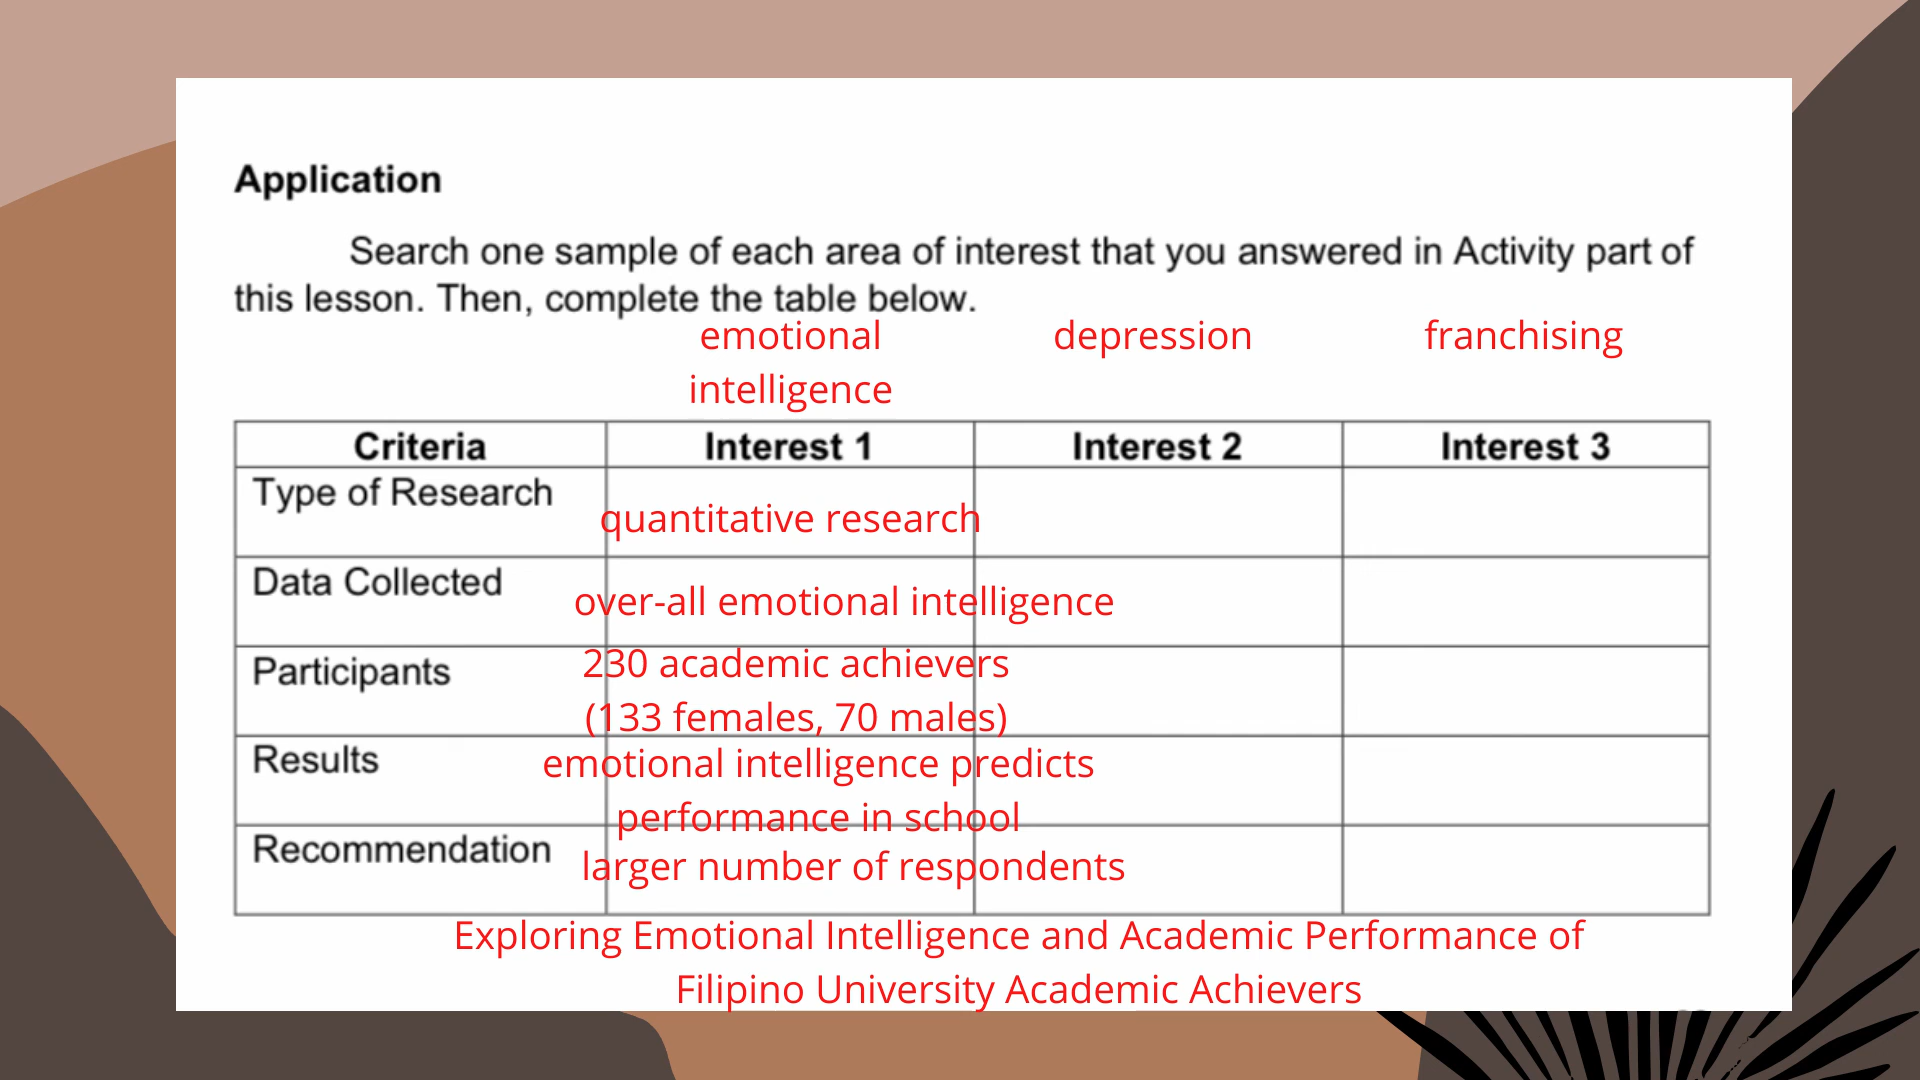 Application
Search one sample of each area of interest that you answered in Activity part of
this lesson. Then, complete the table below.
emotional depression franchising
intelligence
Criteria Interest 1 Interest 2 Interest 3
Type of Research
quantitative research
Data Collected
over-all emotional intelligence
Participants 230 academic achievers
(133 females, 70 males)
Results emotional intelligence predicts
performance in school
Recommendation larger number of respondents
Exploring Emotional Intelligence and Academic Performance of
Filipino University Academic Achievers